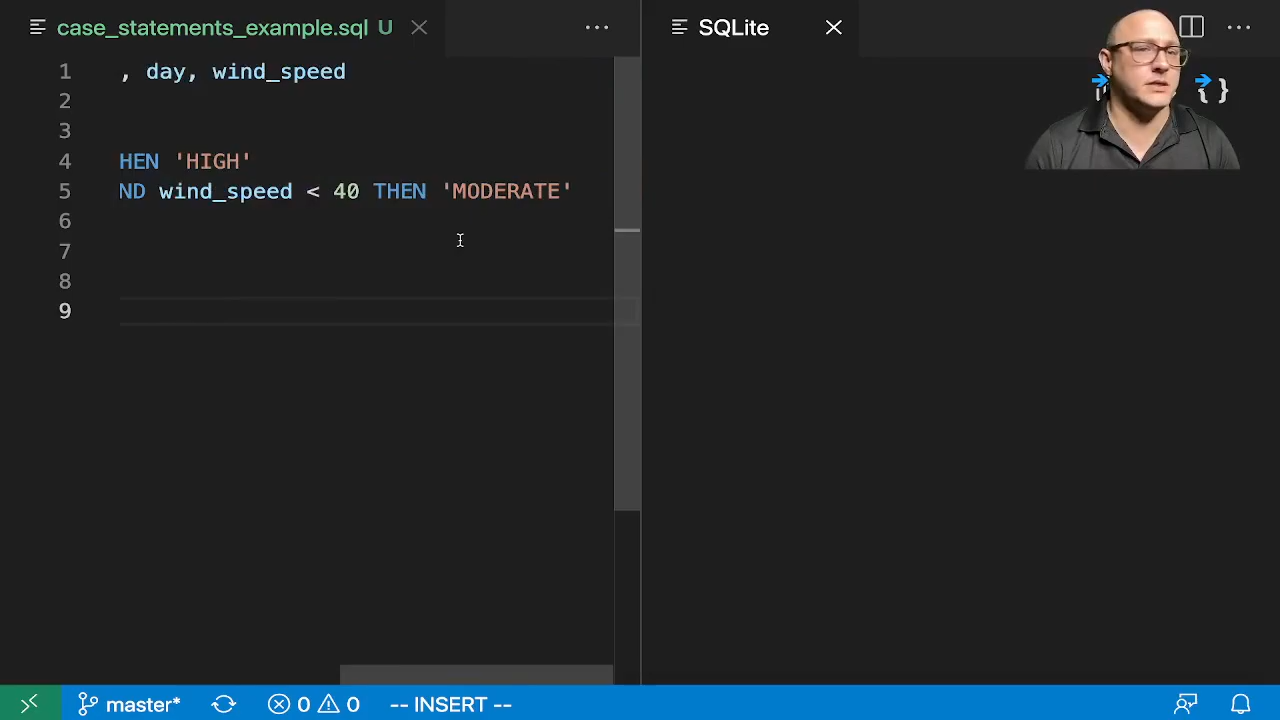 case_statements_example.sql U
SQLite
1 , day, wind_speed
2
3
4 HEN 'HIGH'
5 ND wind_speed < 40 THEN 'MODERATE'
6
7
8
9
{}
master* 0 0 -- INSERT --